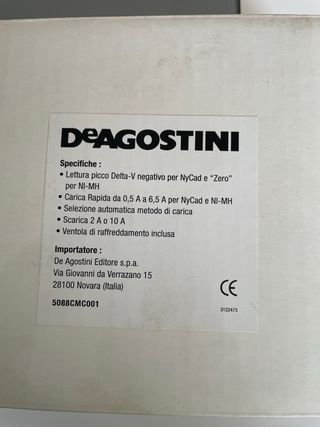 DeAGOSTINI
Specifiche :
• Lettura picco Delta-V negativo per NyCad e "Zero"
per NI-MH
• Carica Rapida da 0,5 A a 6,5 A per NyCad e NI-MH
• Selezione automatica metodo di carica
• Scarica 2 A o 10 A
• Ventola di raffreddamento inclusa
Importatore :
De Agostini Editore s.p.a.
Via Giovanni da Verrazano 15
28100 Novara (Italia)
CE
5088CMC001
3122473